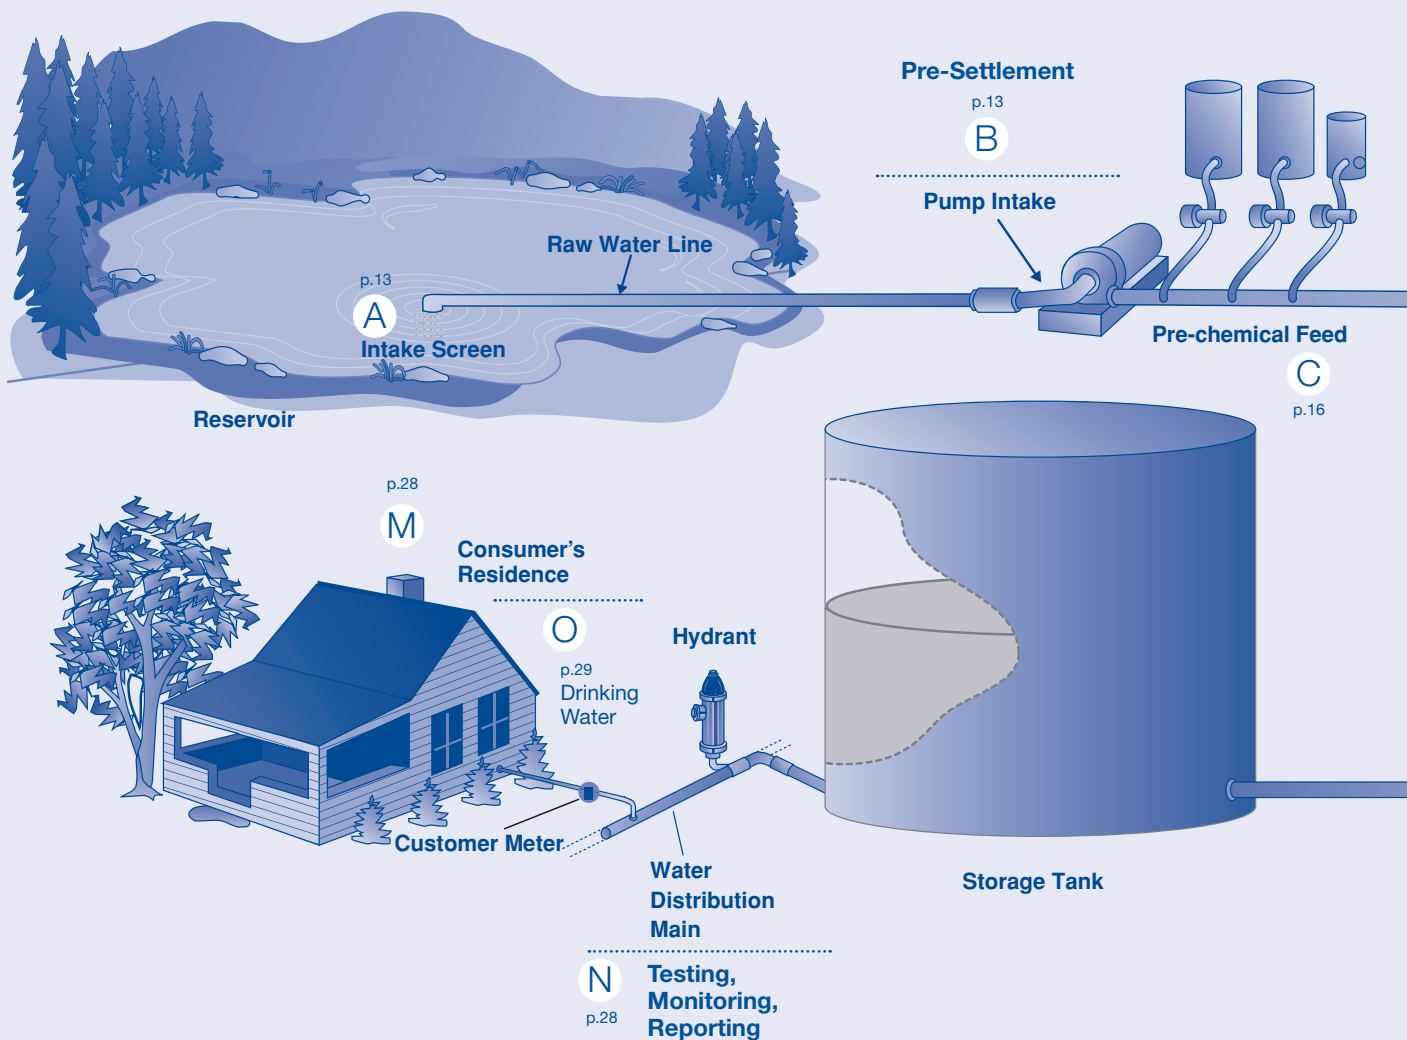 Pre-Settlement
p.13
B
Pump Intake
Raw Water Line
p.13
A
Intake Screen
Reservoir
Pre-chemical Feed
C
p.16
p.28
M
Consumer's
Residence
O
p.29
Drinking
Water
Hydrant
Customer Meter
Water
Distribution
Main
Storage Tank
N
p.28
Testing,
Monitoring,
Reporting